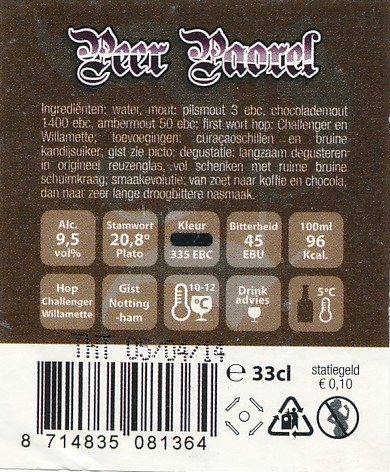 Peer Paorel
Ingrediënten: water, mout: pilsmout 3 ebc, chocolademout
1400 ebc, ambermout 50 ebc; first wort hop: Challenger en
Willamette; toevoegingen: curaçaoschillen en bruine
kandijsuiker; gist zie picto; degustatie: langzaam degusteren
in origineel reuzenglas, vol schenken met ruime bruine
schuimkraag; smaakevolutie: van zoet naar koffie en chocola,
dan naar zeer lange droogbittere nasmaak.
Alc.
9,5
vol%
Stamwort
20,8°
Plato
Kleur
335 EBC
Bitterheid
45
EBU
100ml
96
Kcal.
Hop
Challenger
Willamette
Gist
Notting
-ham
10-12
°C
Drink
advies
5°C
THT 05/04/14
e 33cl
statiegeld
€ 0,10
8 714835 081364